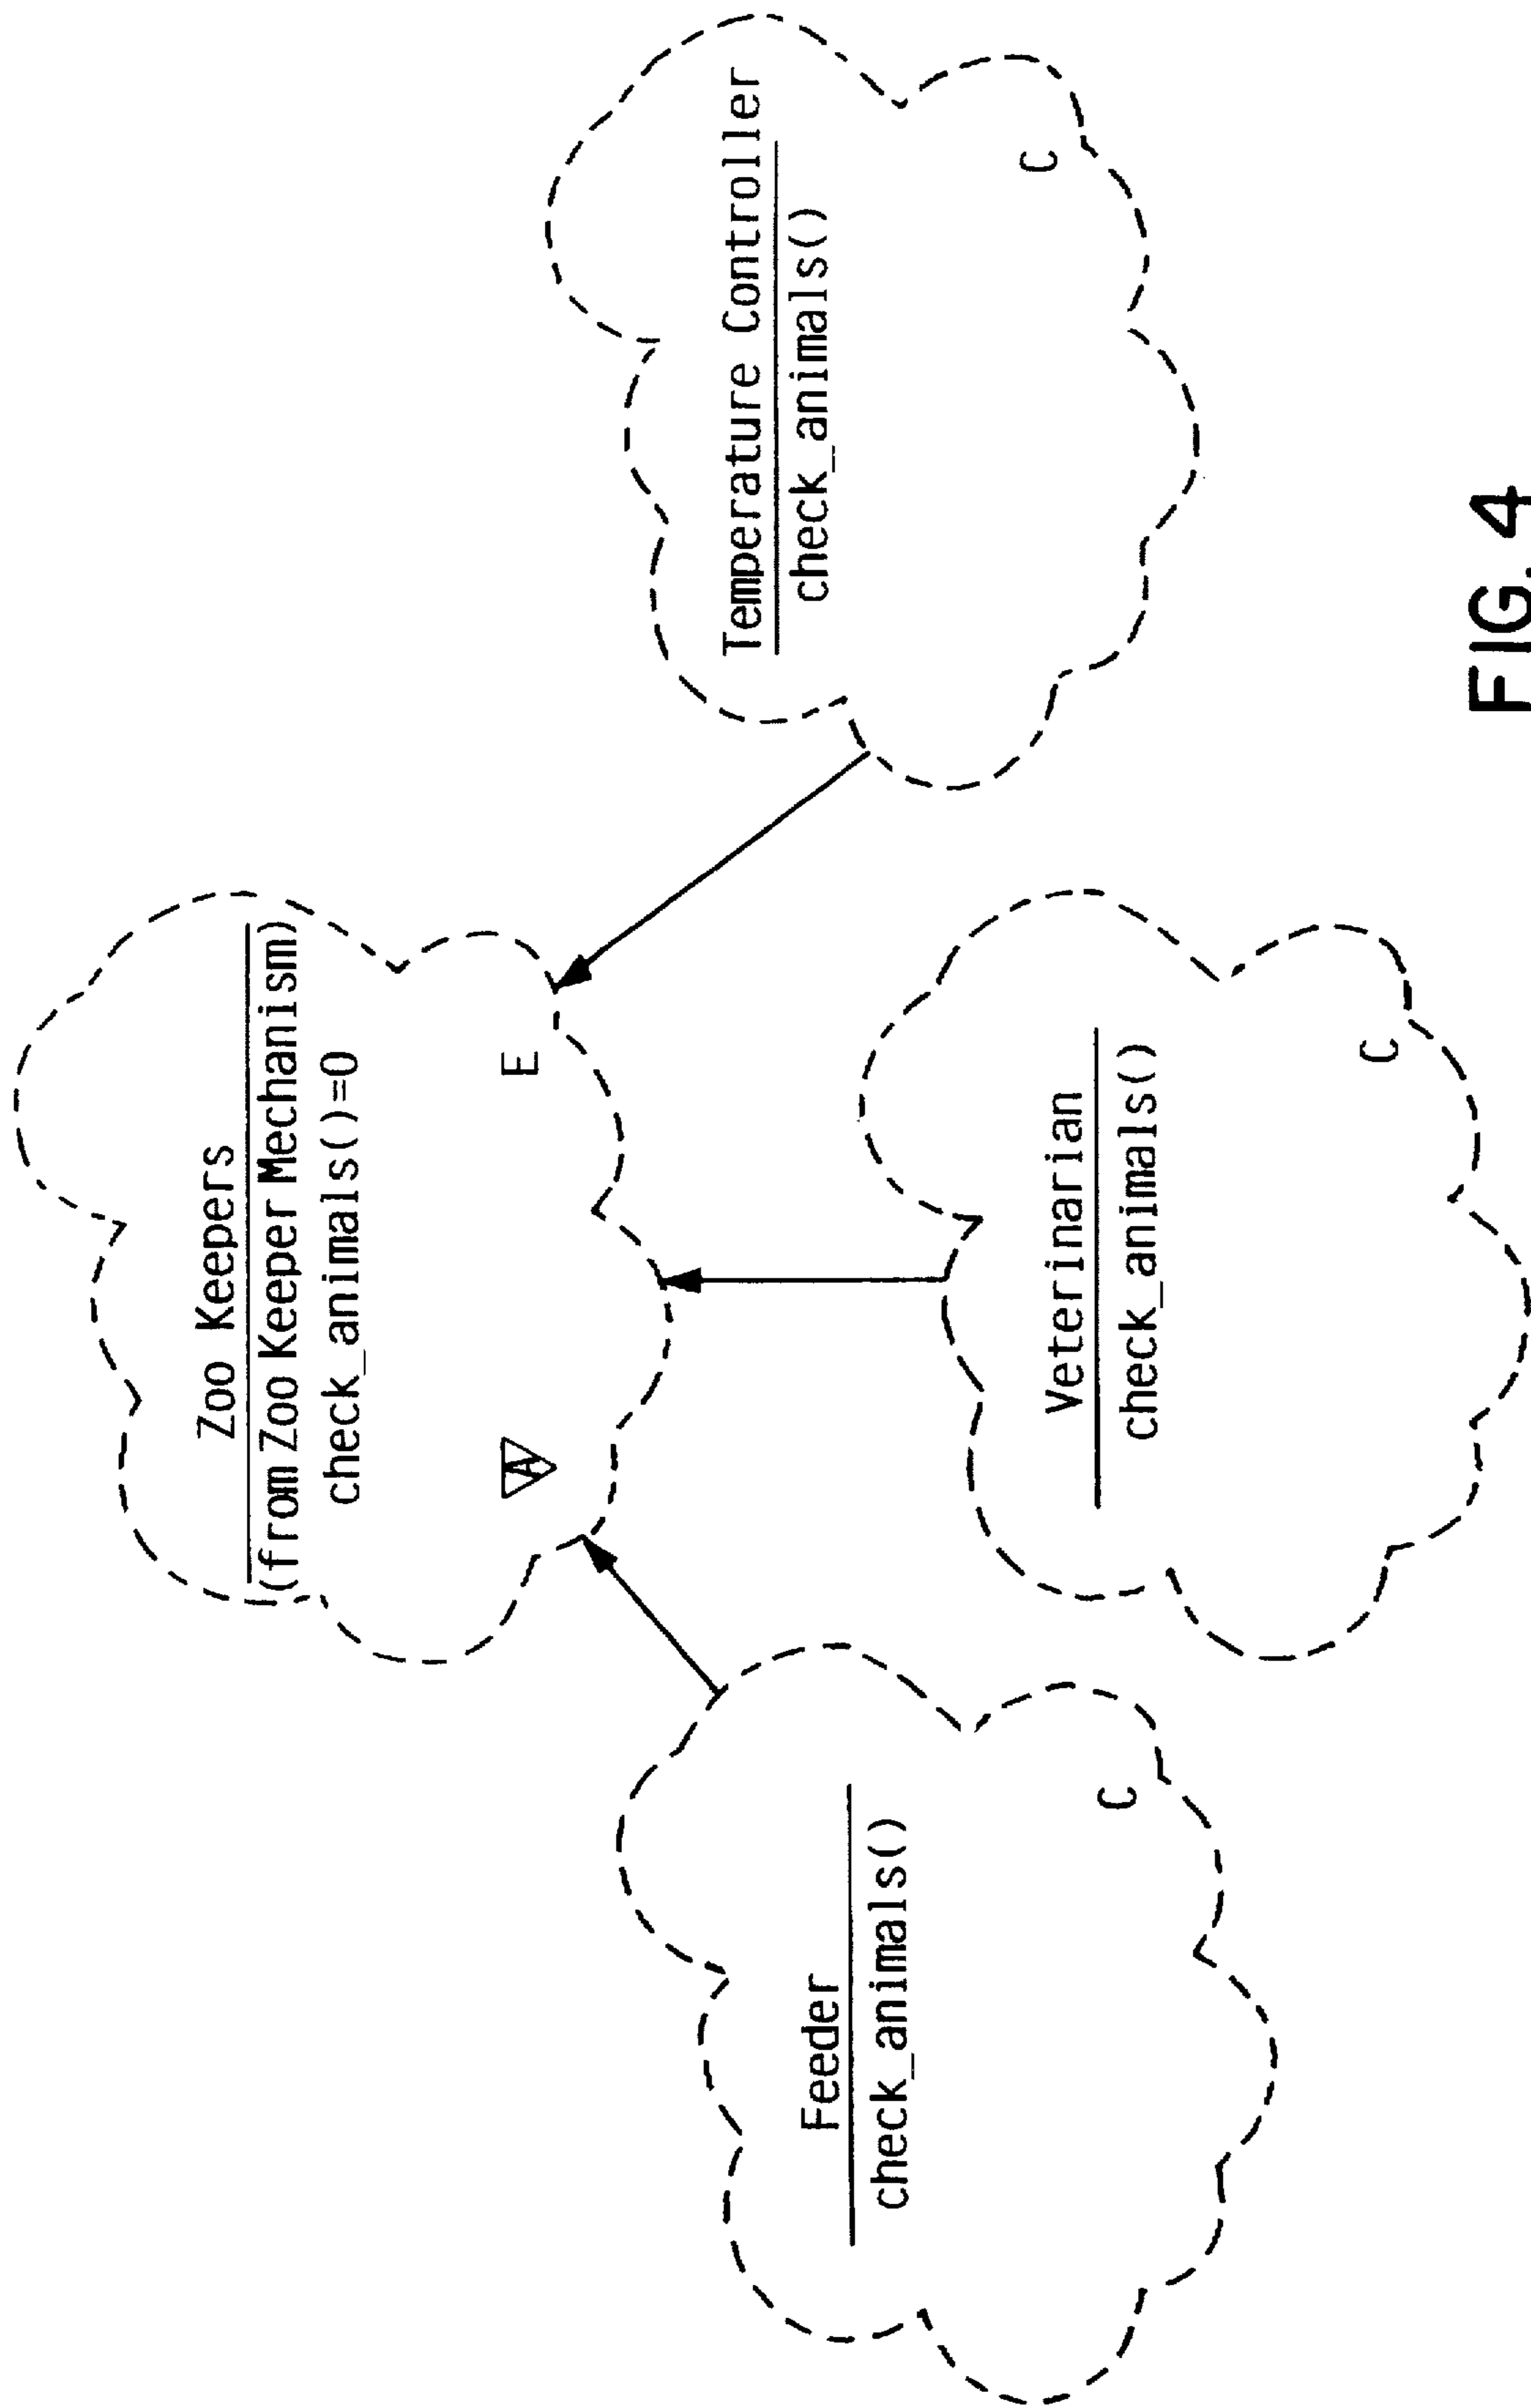 Zoo Keepers
(from Zoo Keeper Mechanism)
check_animals()=0
A
E
Feeder
check_animals()
C
Veterinarian
check_animals()
C
Temperature Controller
check_animals()
C
FIG. 4